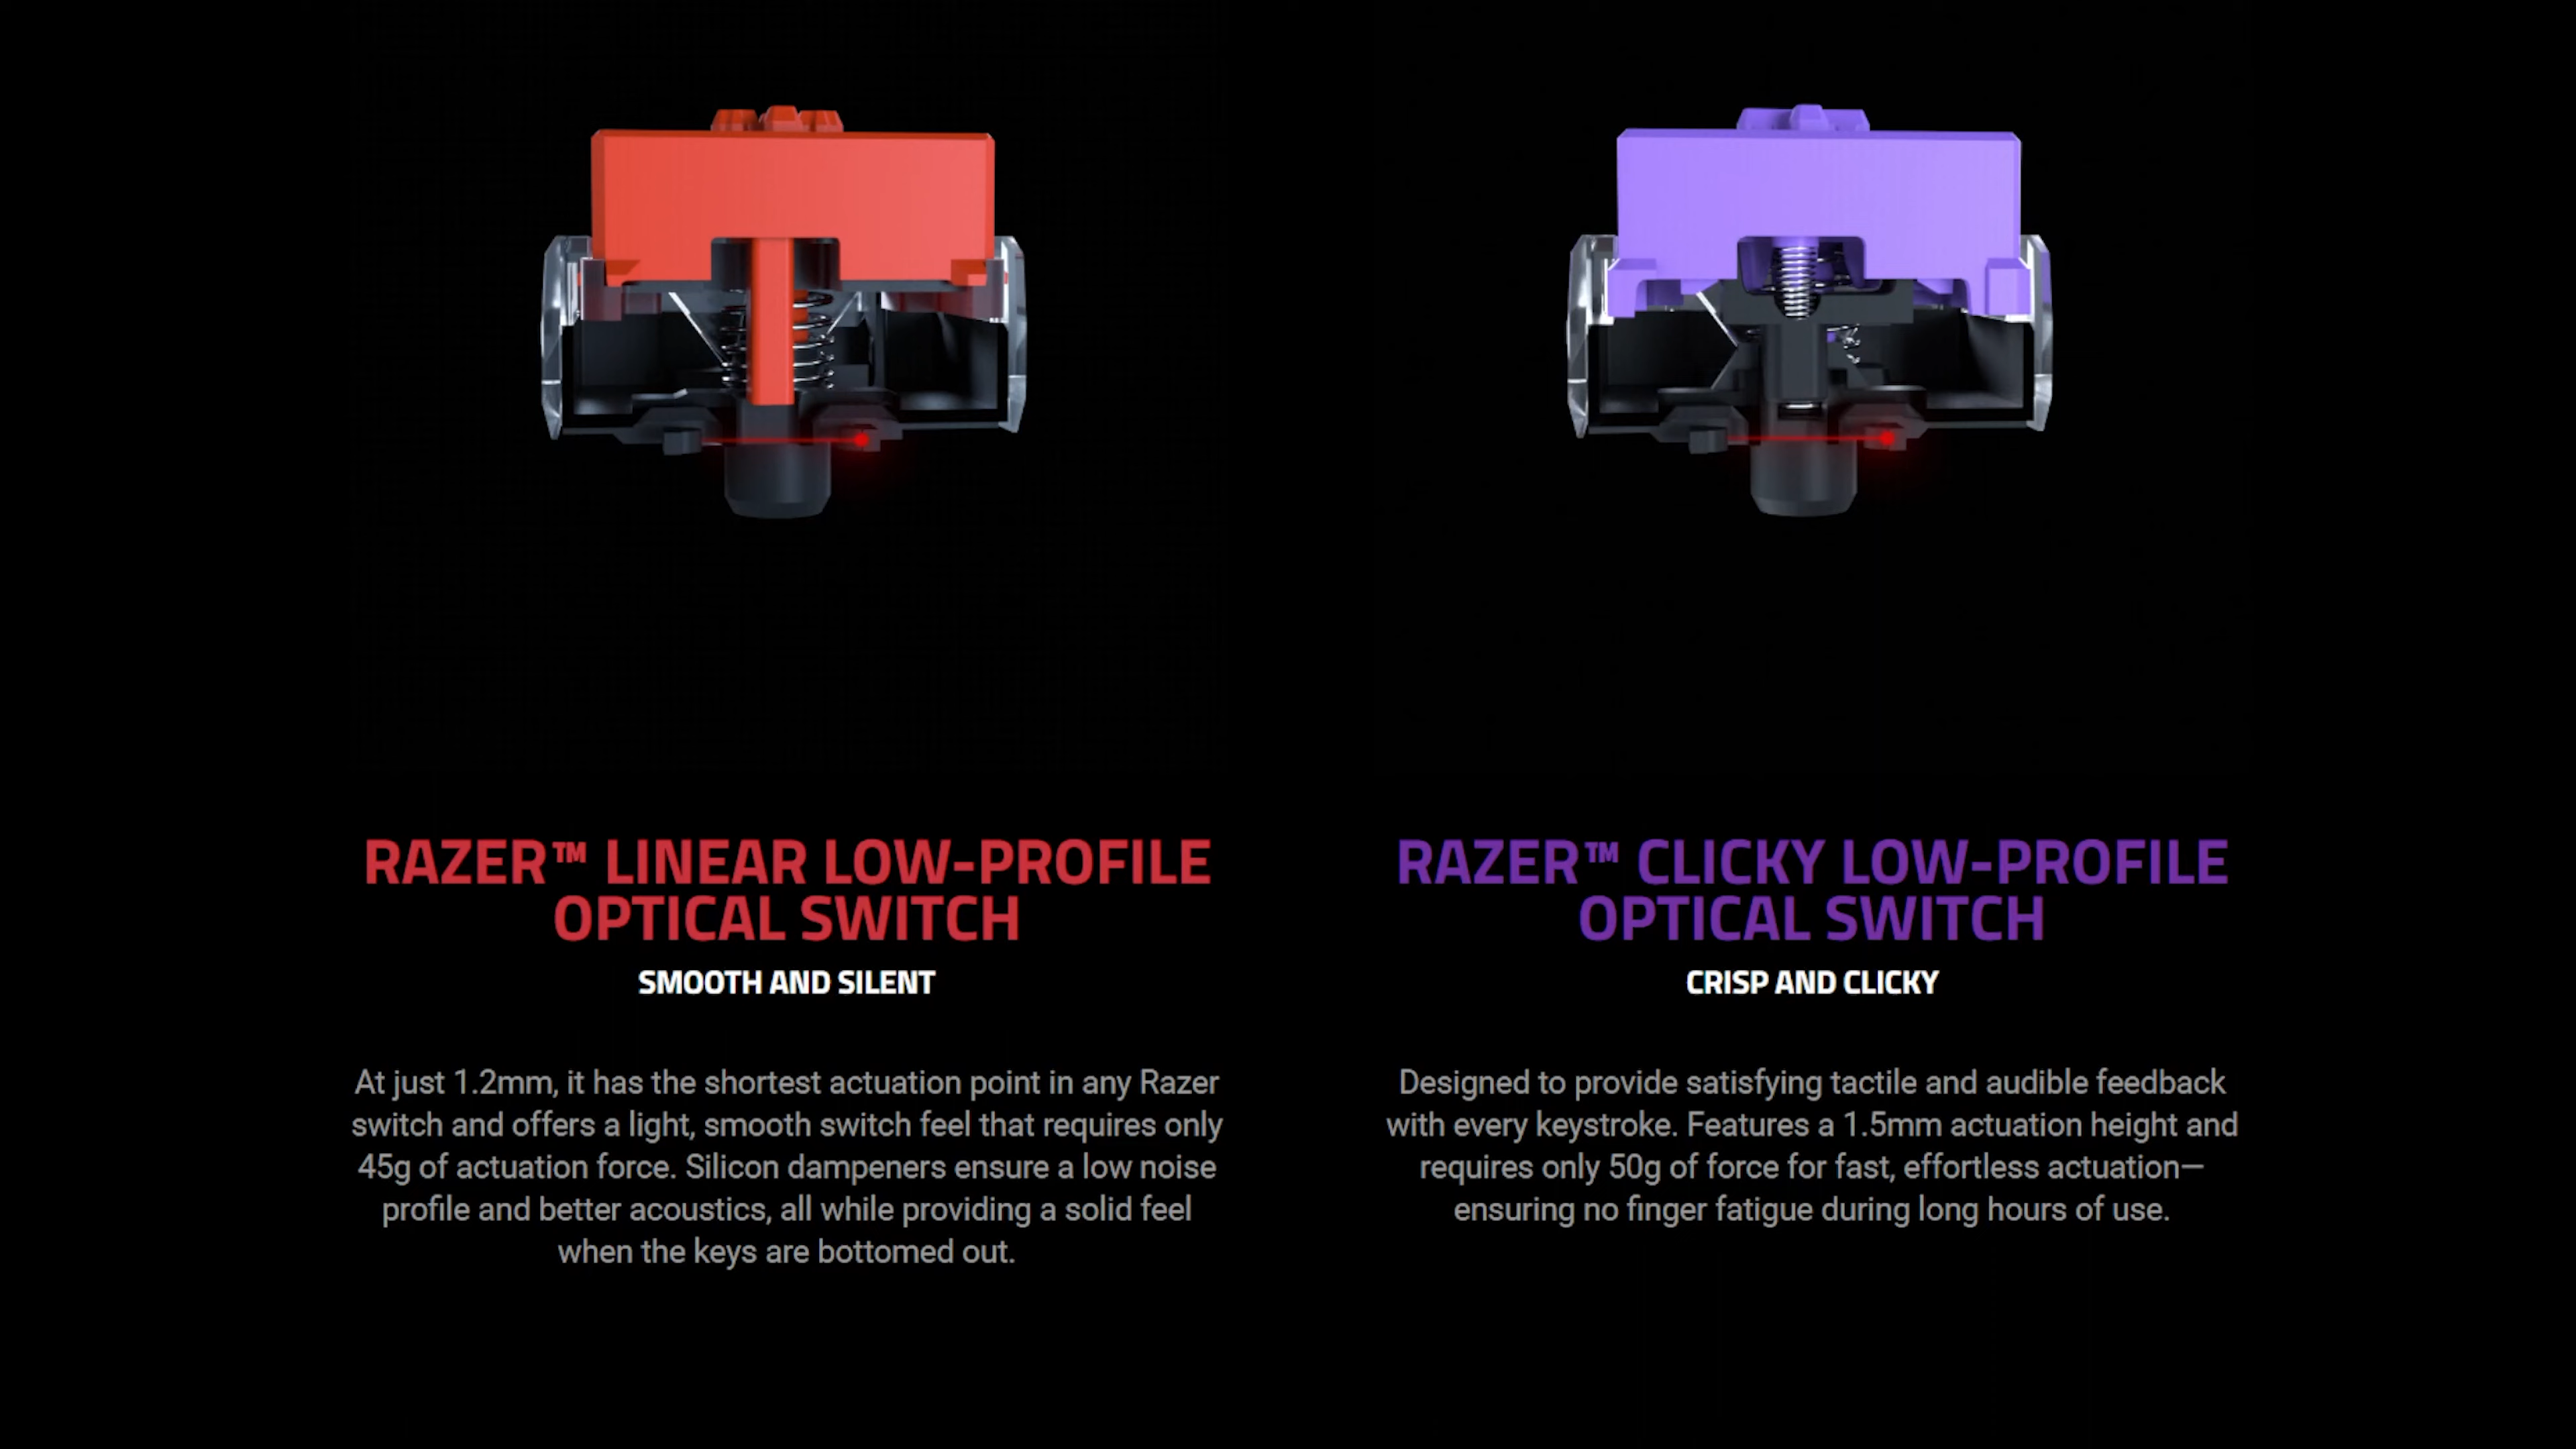 RAZER™ LINEAR LOW-PROFILE
OPTICAL SWITCH
SMOOTH AND SILENT
At just 1.2mm, it has the shortest actuation point in any Razer
switch and offers a light, smooth switch feel that requires only
45g of actuation force. Silicon dampeners ensure a low noise
profile and better acoustics, all while providing a solid feel
when the keys are bottomed out.
RAZER™ CLICKY LOW-PROFILE
OPTICAL SWITCH
CRISP AND CLICKY
Designed to provide satisfying tactile and audible feedback
with every keystroke. Features a 1.5mm actuation height and
requires only 50g of force for fast, effortless actuation—
ensuring no finger fatigue during long hours of use.